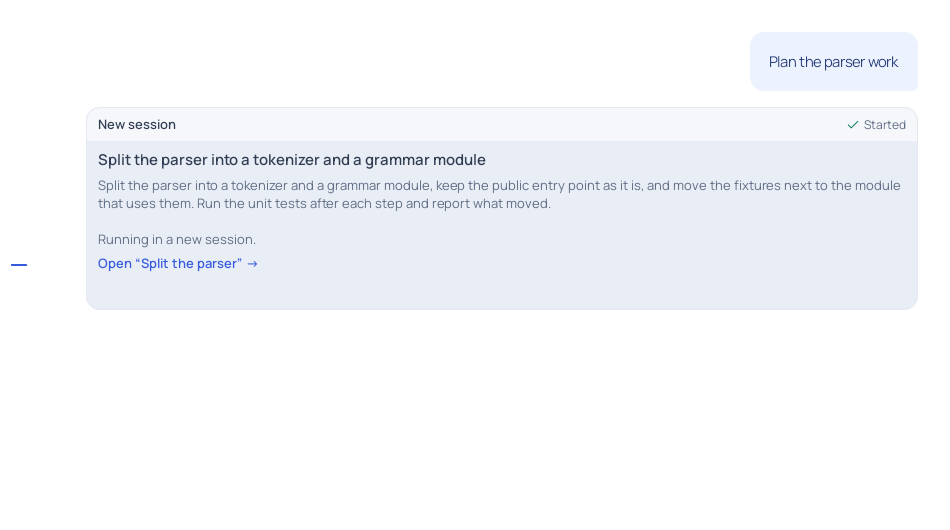 Plan the parser work
New session
Started
Split the parser into a tokenizer and a grammar module
Split the parser into a tokenizer and a grammar module, keep the public entry point as it is, and move the fixtures next to the module
that uses them. Run the unit tests after each step and report what moved.
Running in a new session.
Open “Split the parser” →